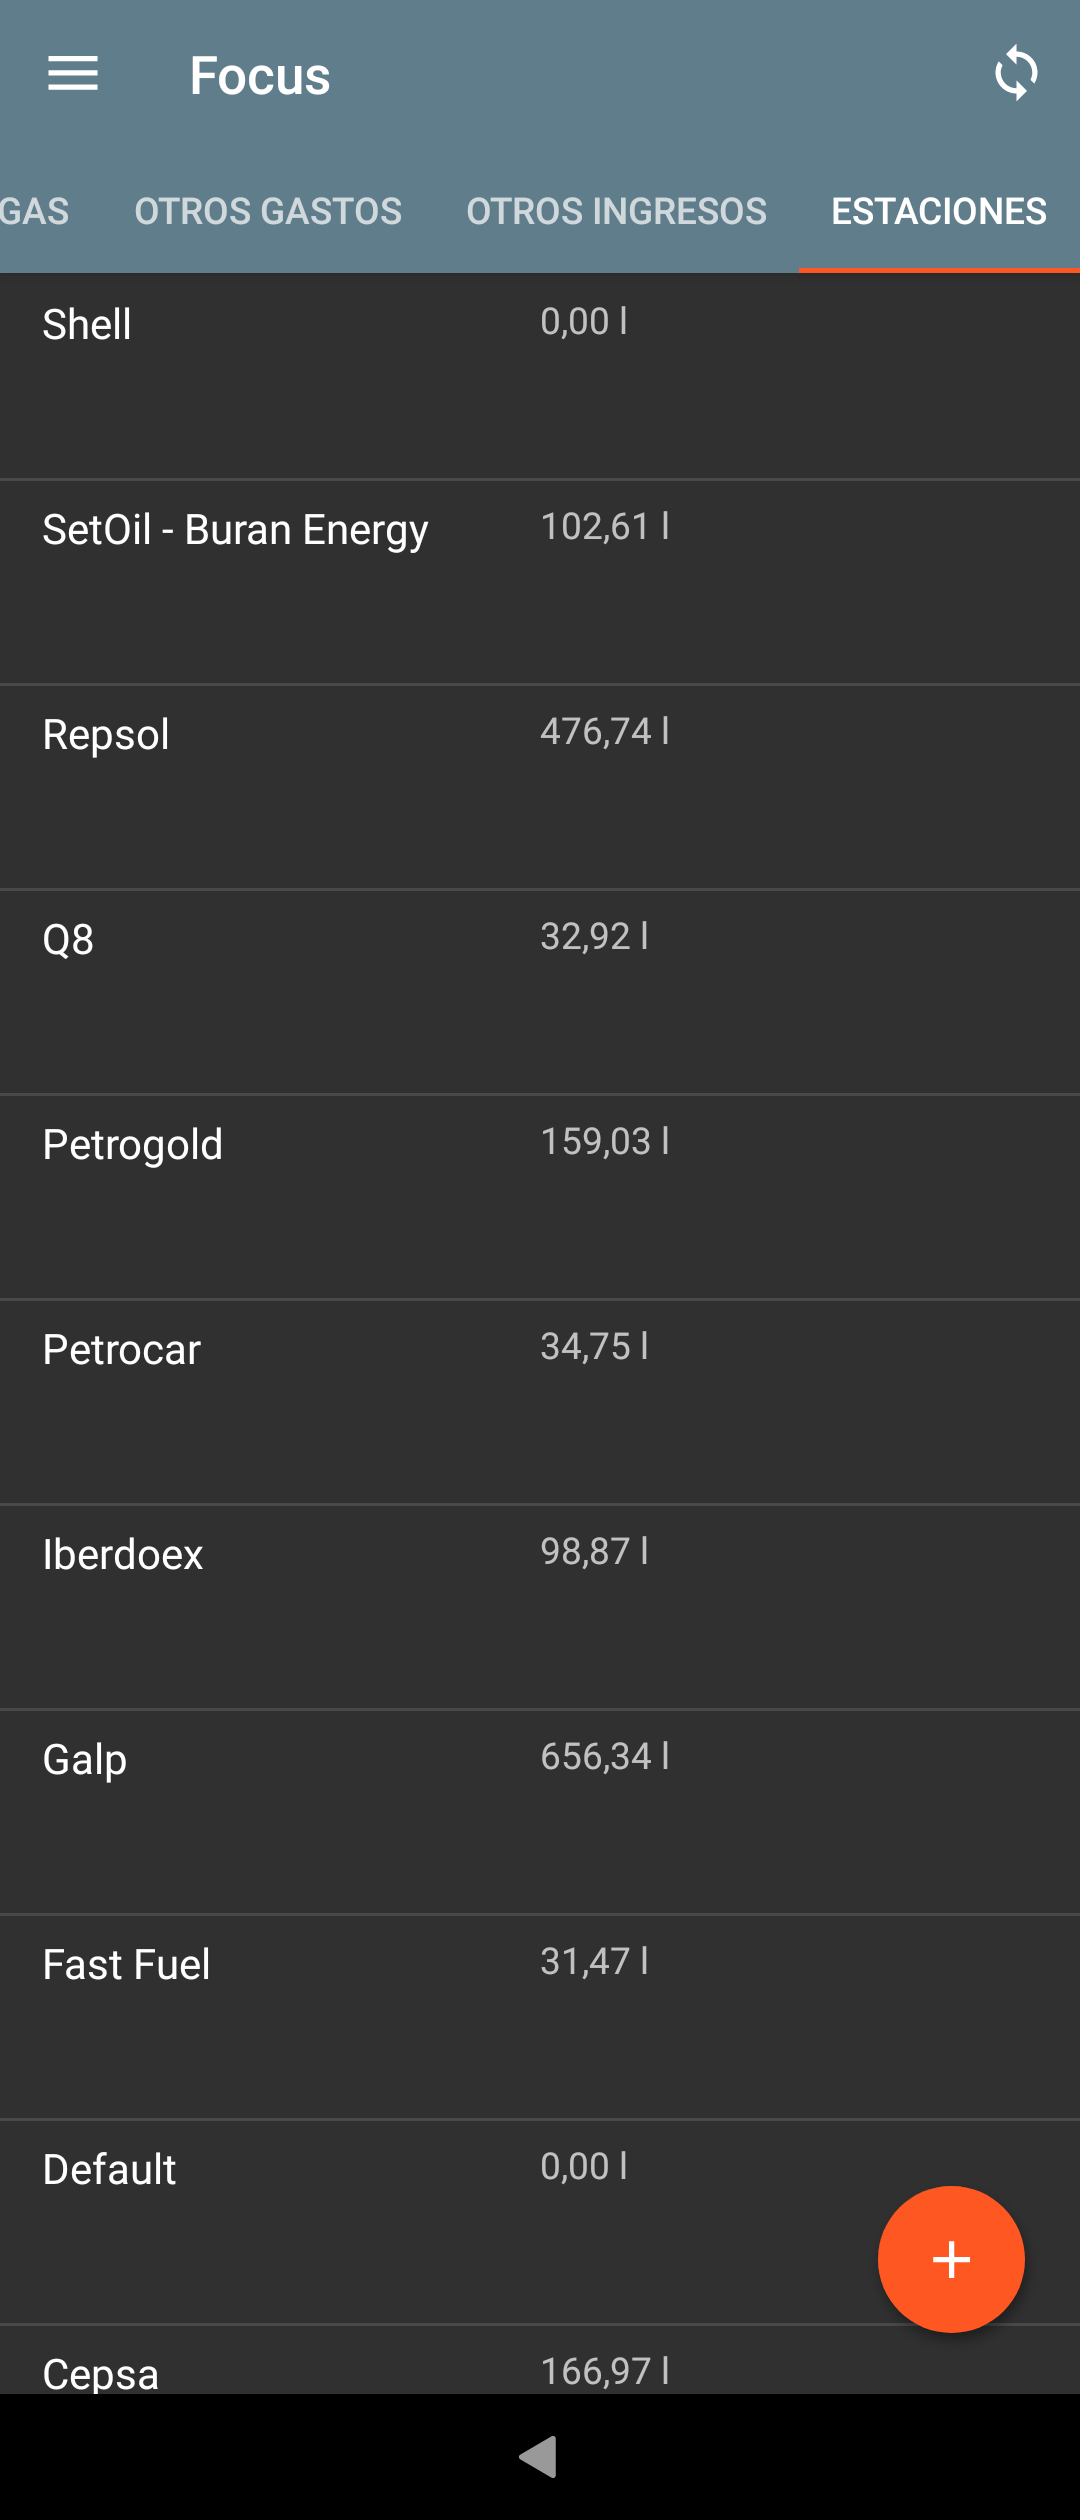 Focus
GAS OTROS GASTOS OTROS INGRESOS ESTACIONES
Shell 0,00 l
SetOil - Buran Energy 102,61 l
Repsol 476,74 l
Q8 32,92 l
Petrogold 159,03 l
Petrocar 34,75 l
Iberdoex 98,87 l
Galp 656,34 l
Fast Fuel 31,47 l
Default 0,00 l
Cepsa 166,97 l